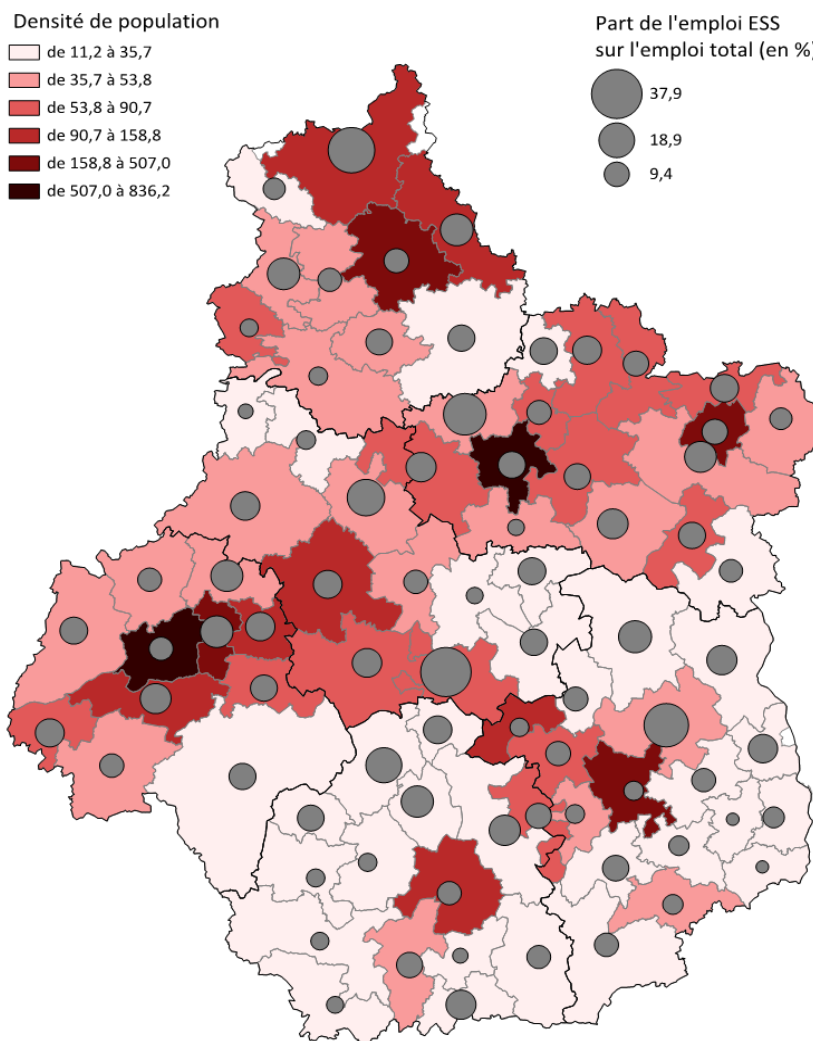 Densité de population
de 11,2 à 35,7
de 35,7 à 53,8
de 53,8 à 90,7
de 90,7 à 158,8
de 158,8 à 507,0
de 507,0 à 836,2
Part de l'emploi ESS
sur l'emploi total (en %)
37,9
18,9
9,4